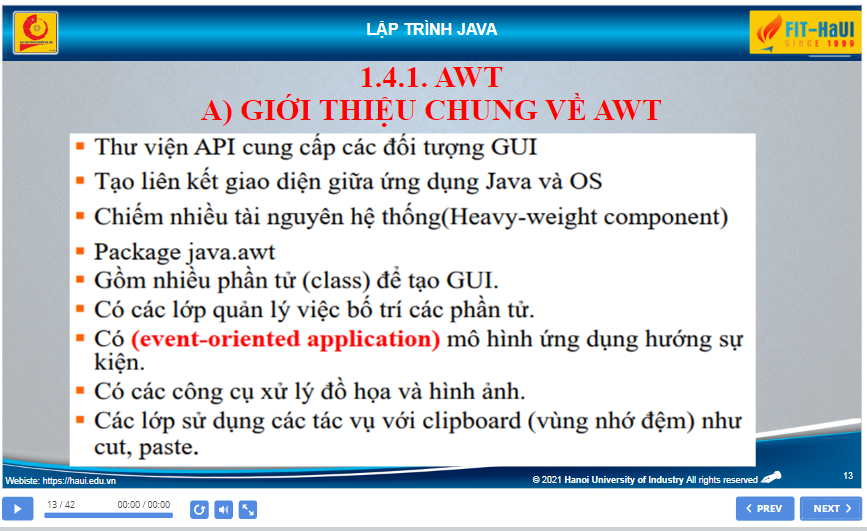 LẬP TRÌNH JAVA
FIT-HaUI
SINCE 1999
1.4.1. AWT
A) GIỚI THIỆU CHUNG VỀ AWT
Thư viện API cung cấp các đối tượng GUI
Tạo liên kết giao diện giữa ứng dụng Java và OS
Chiếm nhiều tài nguyên hệ thống(Heavy-weight component)
Package java.awt
Gồm nhiều phần tử (class) để tạo GUI.
Có các lớp quản lý việc bố trí các phần tử.
Có (event-oriented application) mô hình ứng dụng hướng sự
kiện.
Có các công cụ xử lý đồ họa và hình ảnh.
Các lớp sử dụng các tác vụ với clipboard (vùng nhớ đệm) như
cut, paste.
Webiste: https://haui.edu.vn
© 2021 Hanoi University of Industry All rights reserved
13
13 / 42
00:00 / 00:00
PREV
NEXT